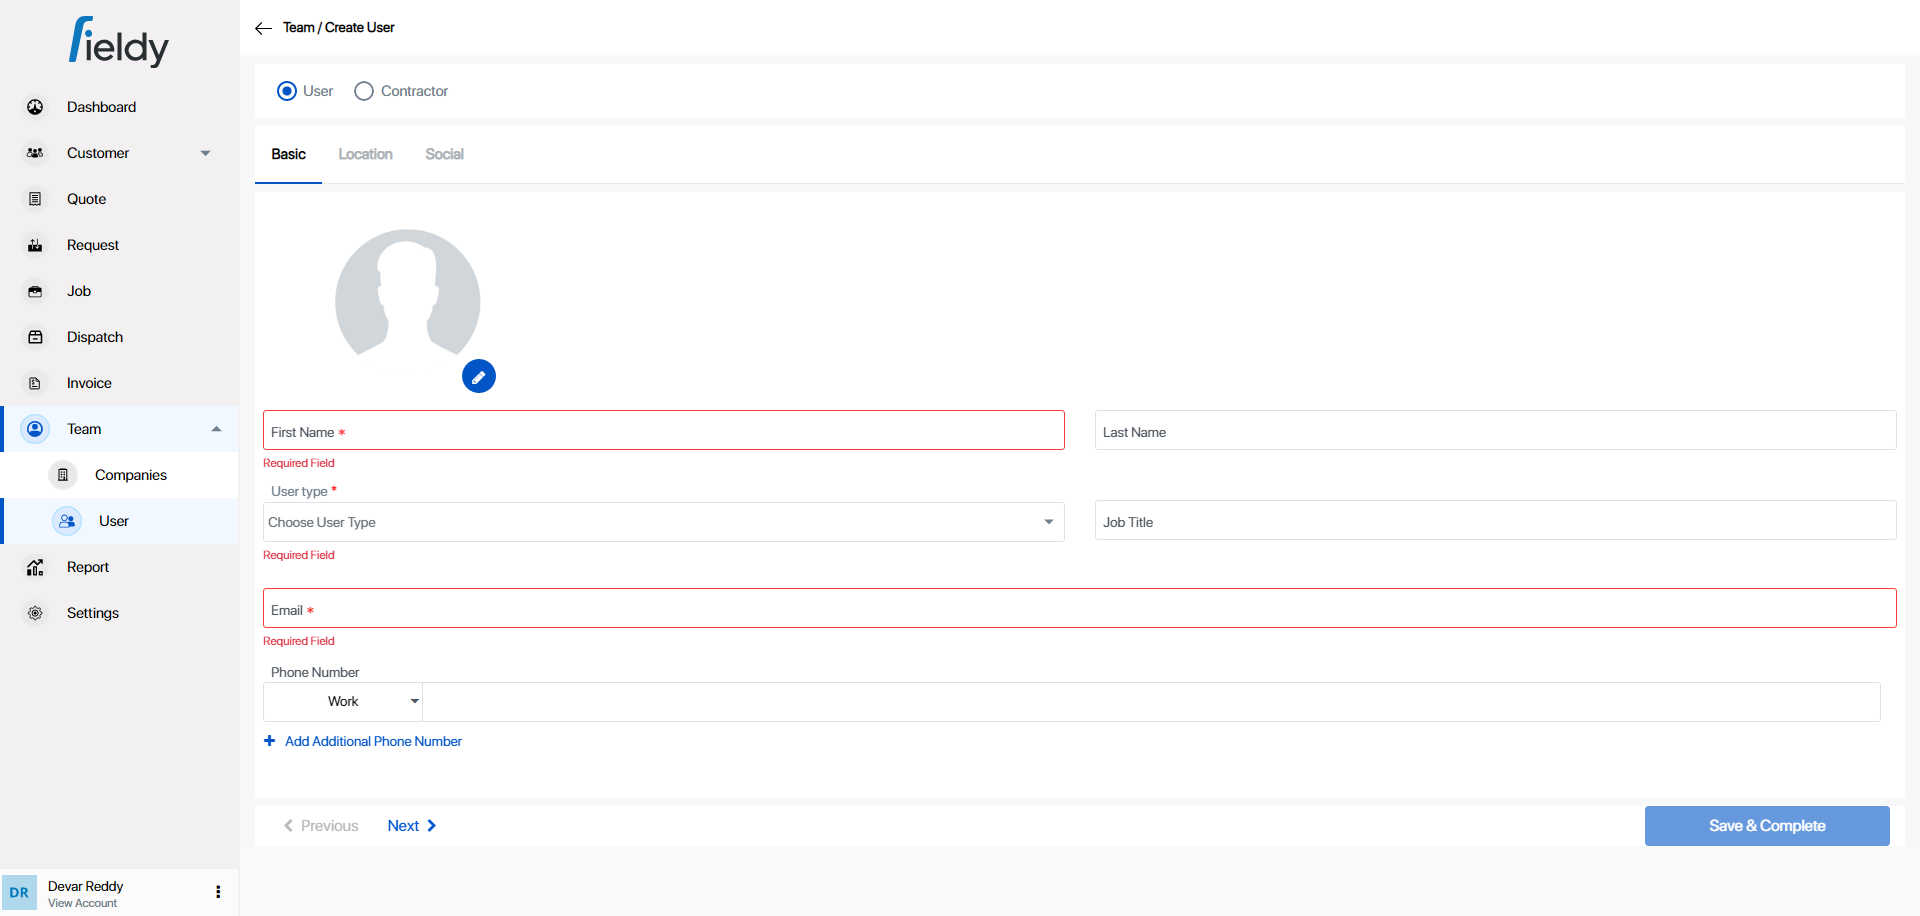 fieldy
Dashboard
Customer
Quote
Request
Job
Dispatch
Invoice
Team
Companies
User
Report
Settings
DR
Devar Reddy
View Account
Team / Create User
User
Contractor
Basic
Location
Social
First Name *
Last Name
Required Field
User type *
Choose User Type
Job Title
Required Field
Email *
Required Field
Phone Number
Work
Add Additional Phone Number
Previous
Next
Save & Complete